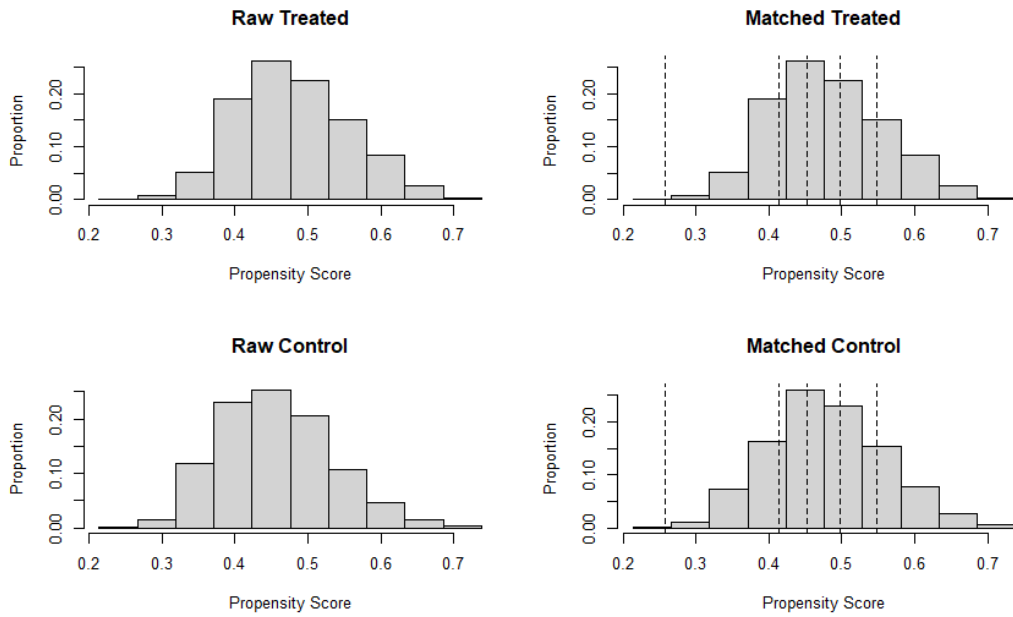 Raw Treated
Proportion
0.00 0.10 0.20
0.2 0.3 0.4 0.5 0.6 0.7
Propensity Score
Matched Treated
Proportion
0.00 0.10 0.20
0.2 0.3 0.4 0.5 0.6 0.7
Propensity Score
Raw Control
Proportion
0.00 0.10 0.20
0.2 0.3 0.4 0.5 0.6 0.7
Propensity Score
Matched Control
Proportion
0.00 0.10 0.20
0.2 0.3 0.4 0.5 0.6 0.7
Propensity Score